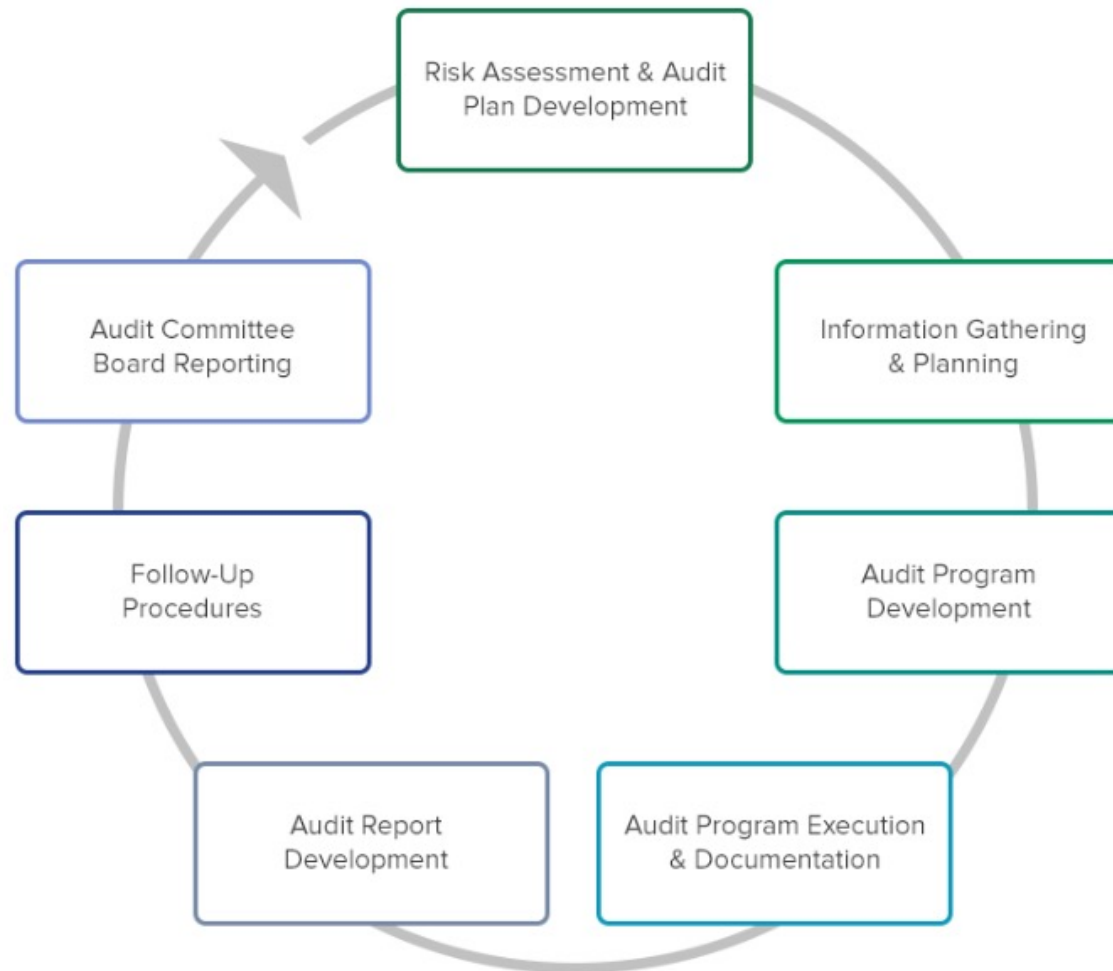 Risk Assessment & Audit
Plan Development
Information Gathering
& Planning
Audit Program
Development
Audit Program Execution
& Documentation
Audit Report
Development
Follow-Up
Procedures
Audit Committee
Board Reporting